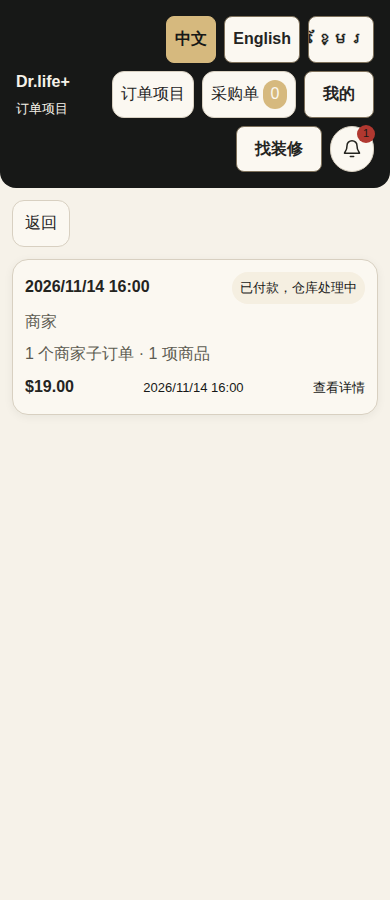 中文 English ខ្មែរ
Dr.life+
订单项目
订单项目 采购单 0 我的
找装修 1
返回
2026/11/14 16:00 已付款，仓库处理中
商家
1 个商家子订单 · 1 项商品
$19.00 2026/11/14 16:00 查看详情